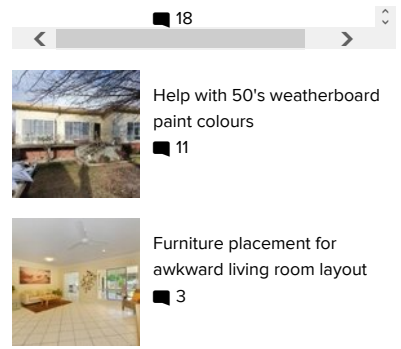 18
Help with 50's weatherboard
paint colours
11
Furniture placement for
awkward living room layout
3